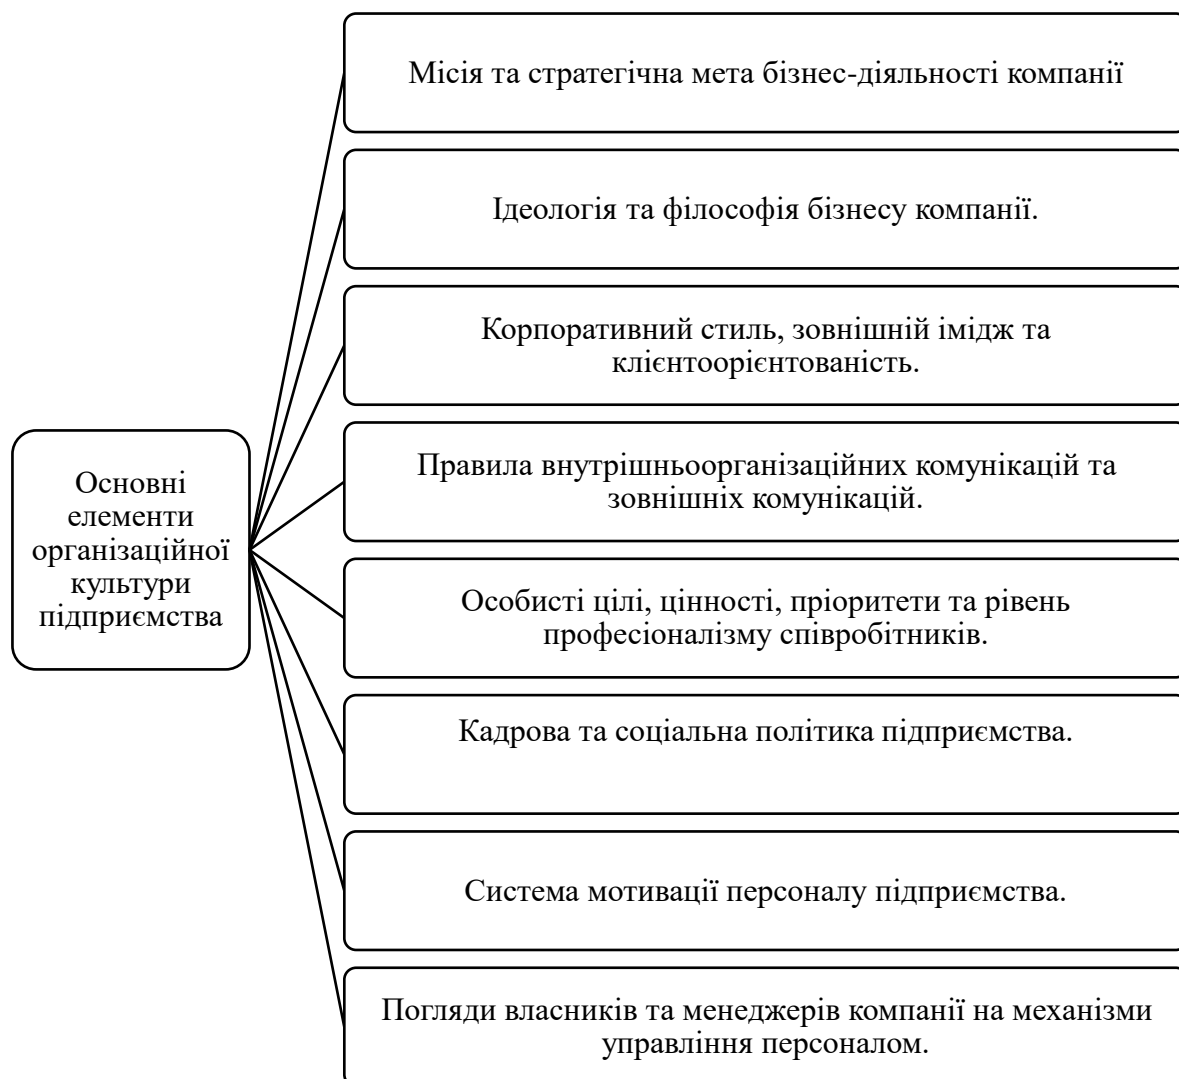 Місія та стратегічна мета бізнес-діяльності компанії
Ідеологія та філософія бізнесу компанії.
Корпоративний стиль, зовнішній імідж та
клієнтоорієнтованість.
Правила внутрішньоорганізаційних комунікацій та
зовнішніх комунікацій.
Основні
елементи
організаційної
культури
підприємства
Особисті цілі, цінності, пріоритети та рівень
професіоналізму співробітників.
Кадрова та соціальна політика підприємства.
Система мотивації персоналу підприємства.
Погляди власників та менеджерів компанії на механізми
управління персоналом.